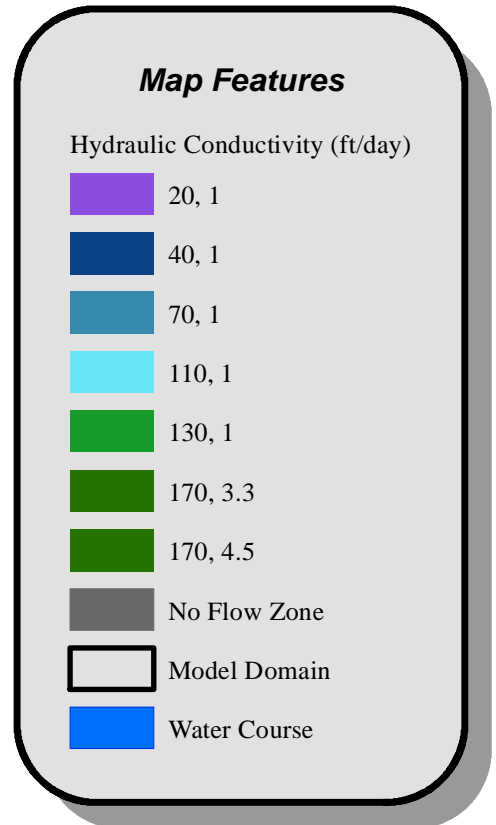 Map Features
Hydraulic Conductivity (ft/day)
20, 1
40, 1
70, 1
110, 1
130, 1
170, 3.3
170, 4.5
No Flow Zone
Model Domain
Water Course